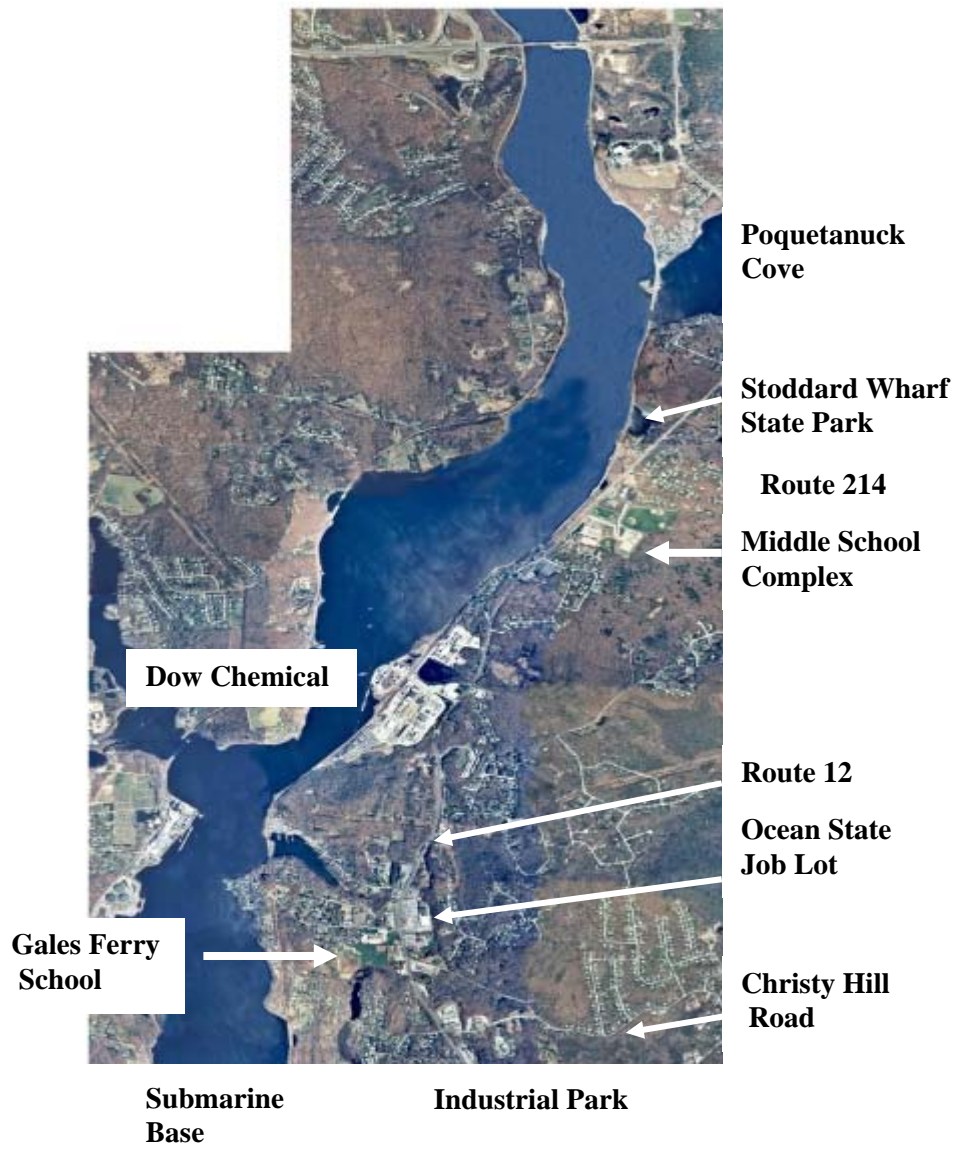 Poquetanuck
Cove
Stoddard Wharf
State Park
Route 214
Middle School
Complex
Dow Chemical
Route 12
Ocean State
Job Lot
Gales Ferry
School
Christy Hill
Road
Submarine
Base
Industrial Park